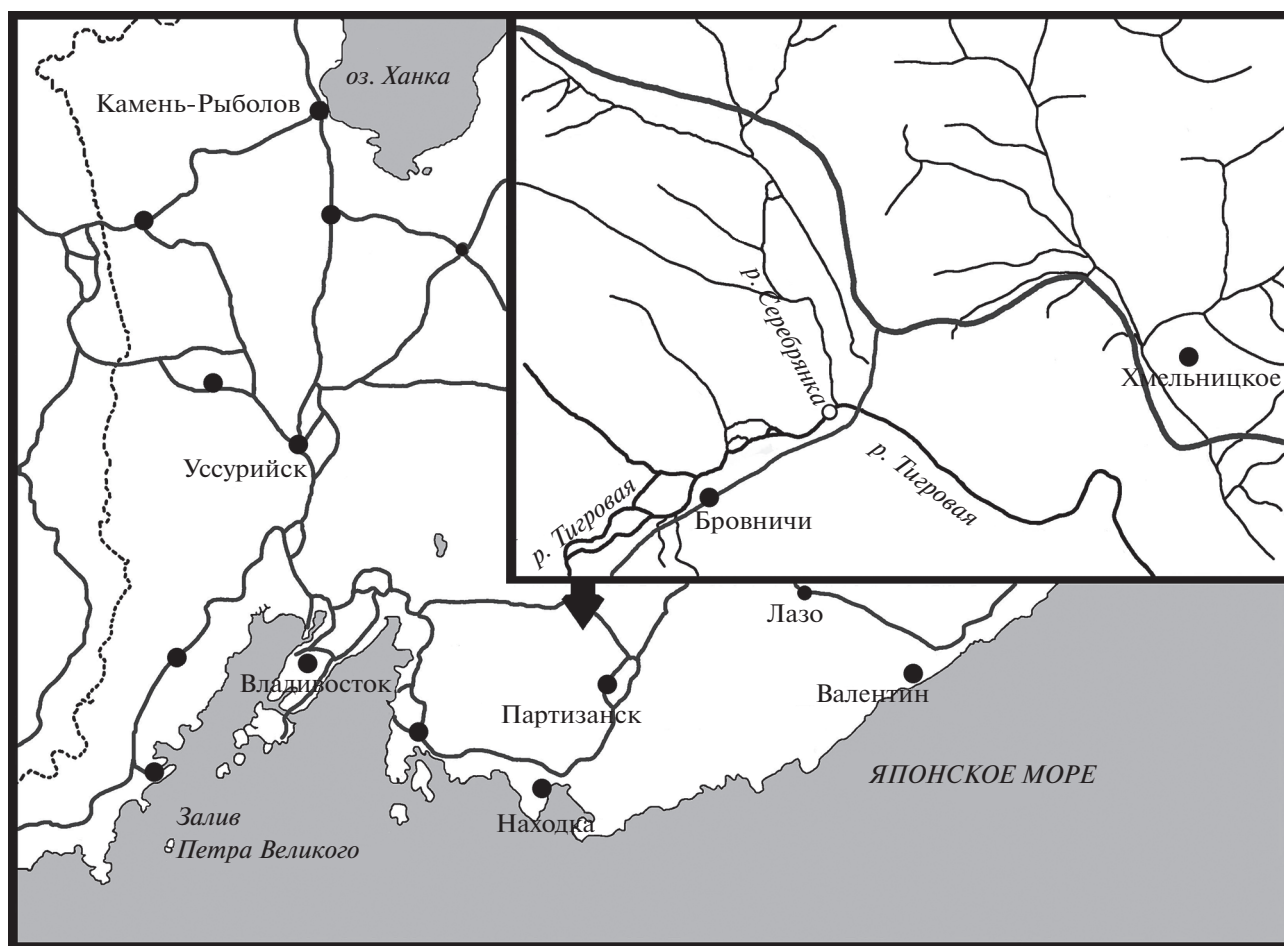 оз. Ханка
Камень-Рыболов
р. Серебрянка
Хмельницкое
Уссурийск
р. Тигровая
р. Тигровая
Бровничи
Лазо
Владивосток
Валентин
Партизанск
ЯПОНСКОЕ МОРЕ
Залив
Петра Великого
Находка